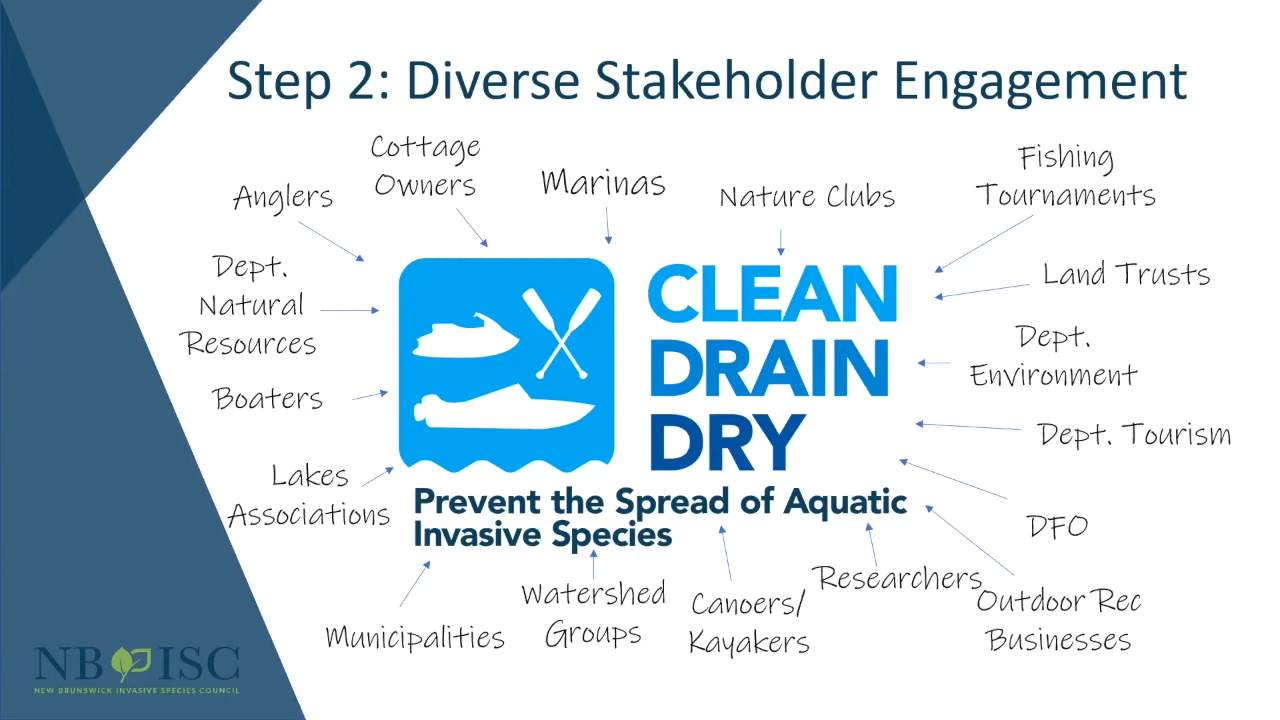 Step 2: Diverse Stakeholder Engagement
Cottage
Owners
Marinas
Fishing
Tournaments
Anglers
Nature Clubs
Dept.
Natural
Resources
Land Trusts
CLEAN
DRAIN
DRY
Dept.
Environment
Boaters
Dept. Tourism
Lakes
Associations
Prevent the Spread of Aquatic
Invasive Species
DFO
Municipalities
Watershed
Groups
Canoers/
Kayakers
Researchers
Outdoor Rec
Businesses
NB ISC
NEW BRUNSWICK INVASIVE SPECIES COUNCIL